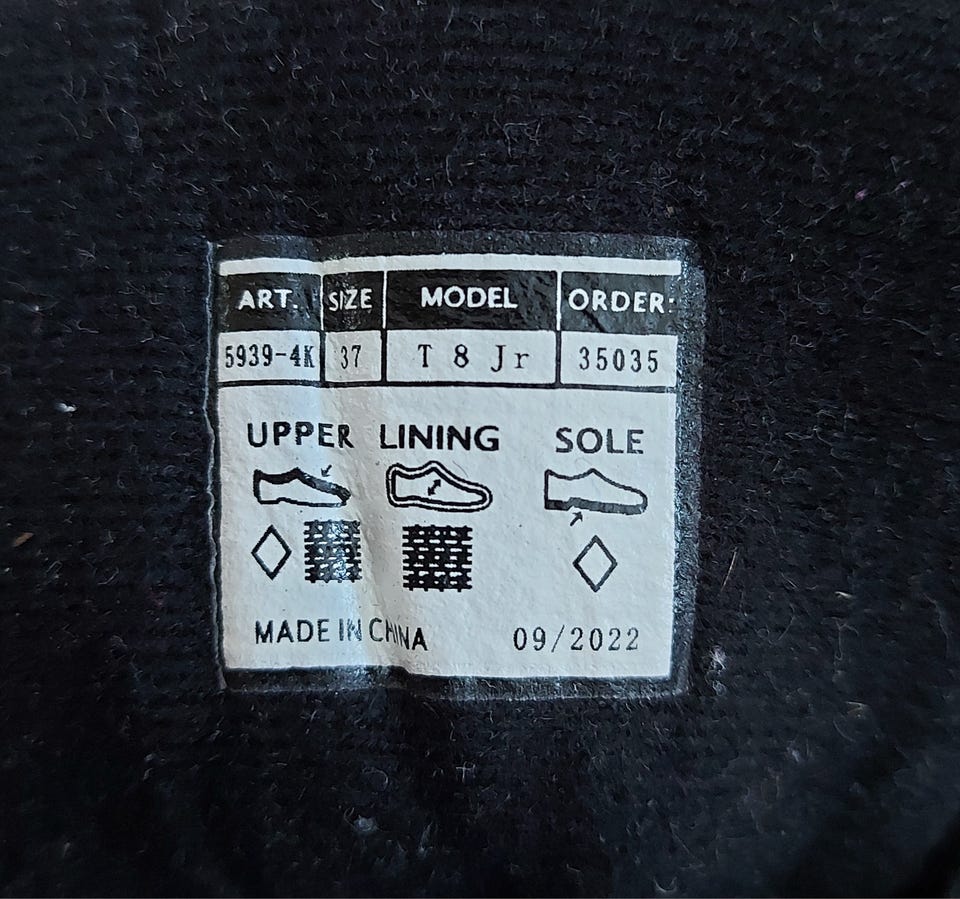 ART. SIZE MODEL ORDER:
5939-4K 37 T 8 Jr 35035
UPPER LINING SOLE
MADE IN CHINA 09/2022